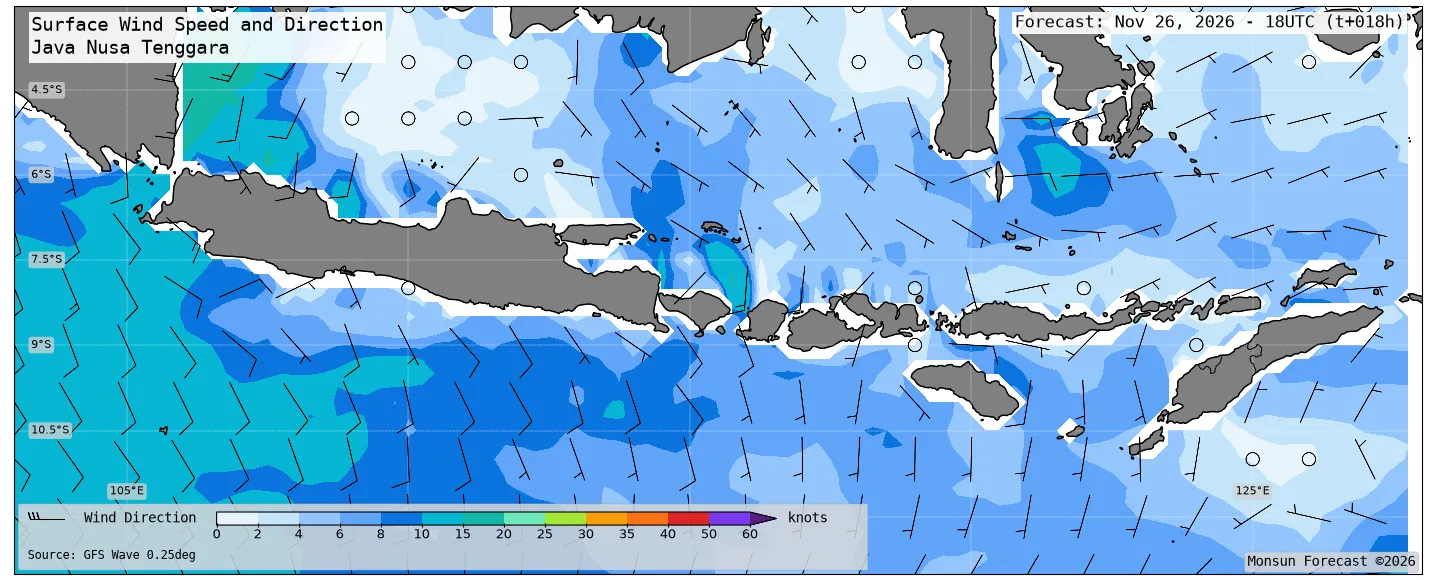 Surface Wind Speed and Direction
Java Nusa Tenggara
Forecast: Nov 26, 2026 - 18UTC (t+018h)
4.5°S
6°S
7.5°S
9°S
10.5°S
105°E
125°E
Wind Direction
0 2 4 6 8 10 15 20 25 30 35 40 50 60
knots
Source: GFS Wave 0.25deg
Monsun Forecast ©2026